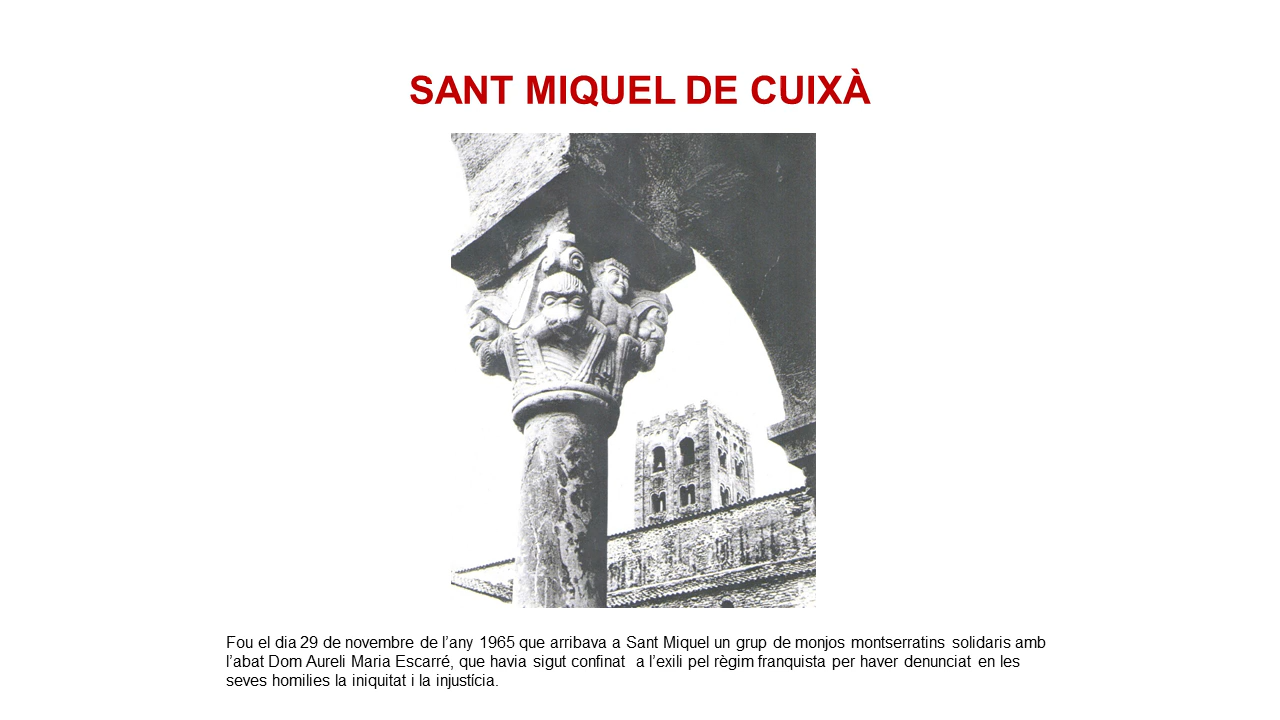 SANT MIQUEL DE CUIXÀ
Fou el dia 29 de novembre de l’any 1965 que arribava a Sant Miquel un grup de monjos montserratins solidaris amb
l’abat Dom Aureli Maria Escarré, que havia sigut confinat a l’exili pel règim franquista per haver denunciat en les
seves homilies la iniquitat i la injustícia.